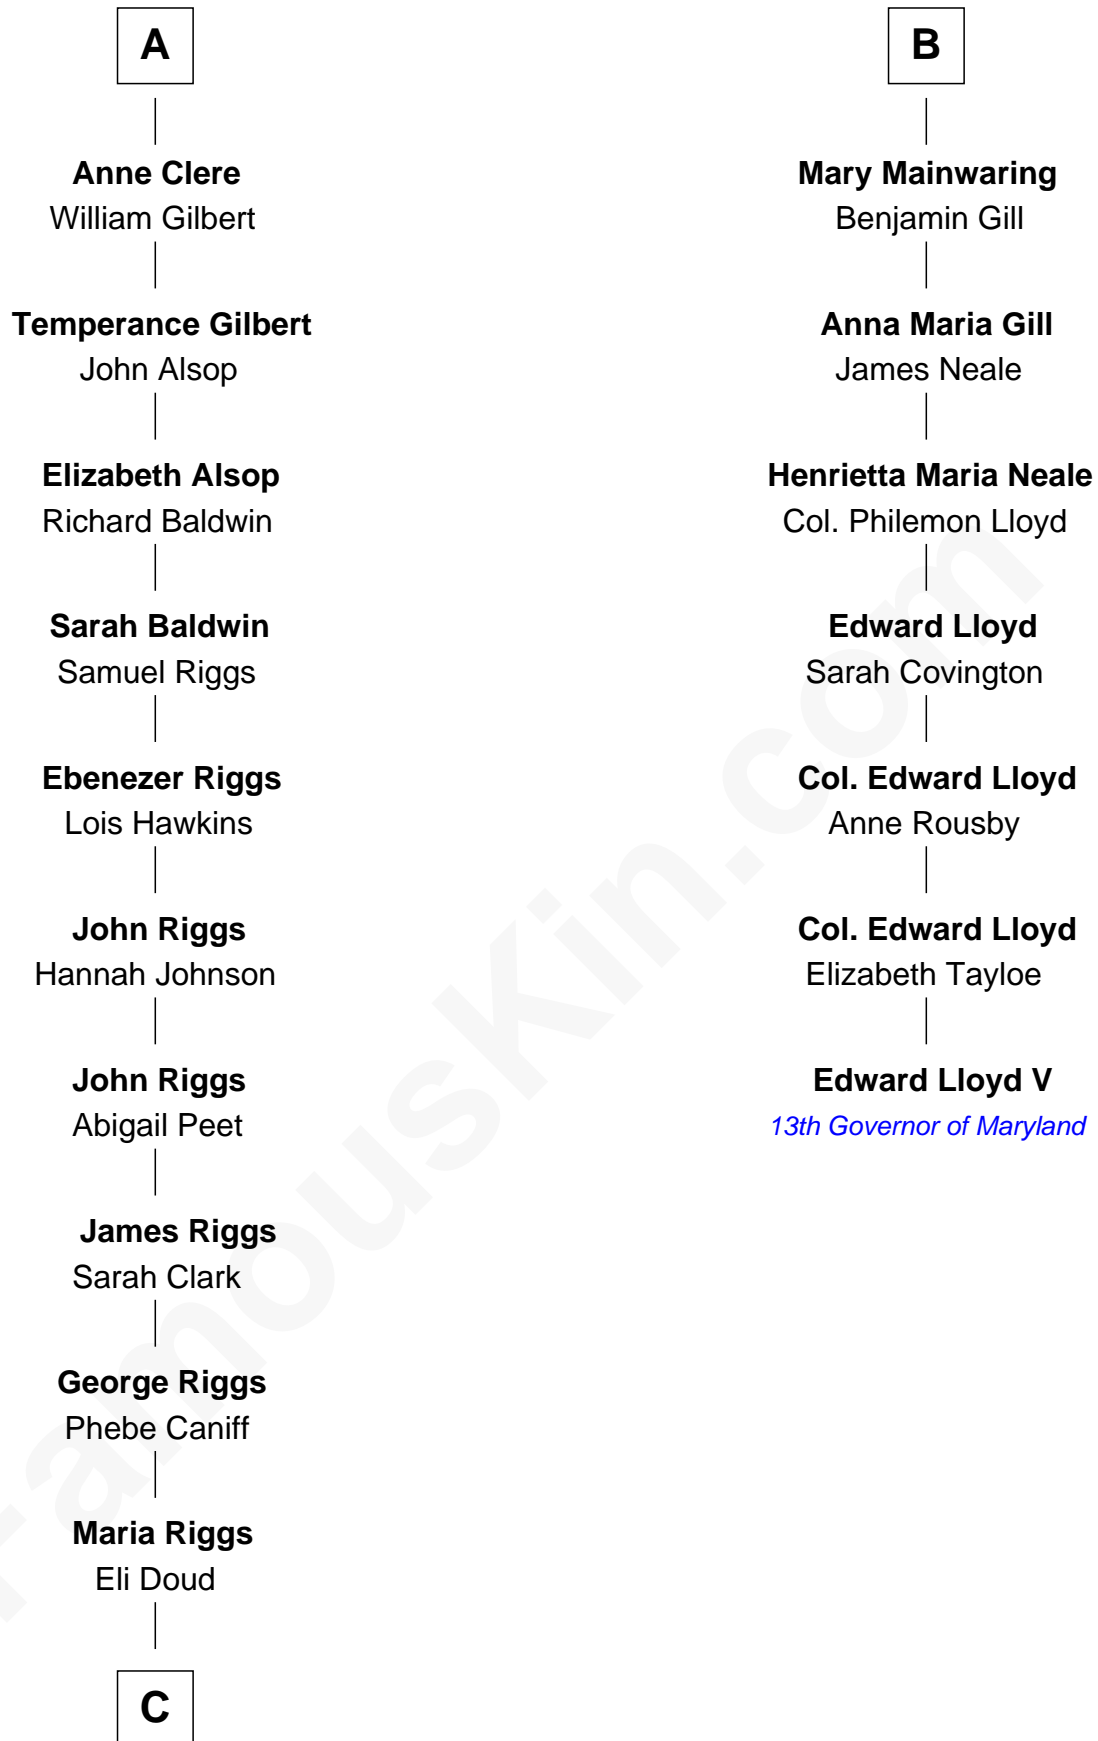 A
Anne Clere
William Gilbert
Temperance Gilbert
John Alsop
Elizabeth Alsop
Richard Baldwin
Sarah Baldwin
Samuel Riggs
Ebenezer Riggs
Lois Hawkins
John Riggs
Hannah Johnson
John Riggs
Abigail Peet
James Riggs
Sarah Clark
George Riggs
Phebe Caniff
Maria Riggs
Eli Doud
C
B
Mary Mainwaring
Benjamin Gill
Anna Maria Gill
James Neale
Henrietta Maria Neale
Col. Philemon Lloyd
Edward Lloyd
Sarah Covington
Col. Edward Lloyd
Anne Rousby
Col. Edward Lloyd
Elizabeth Tayloe
Edward Lloyd V
13th Governor of Maryland
FamousKin.com